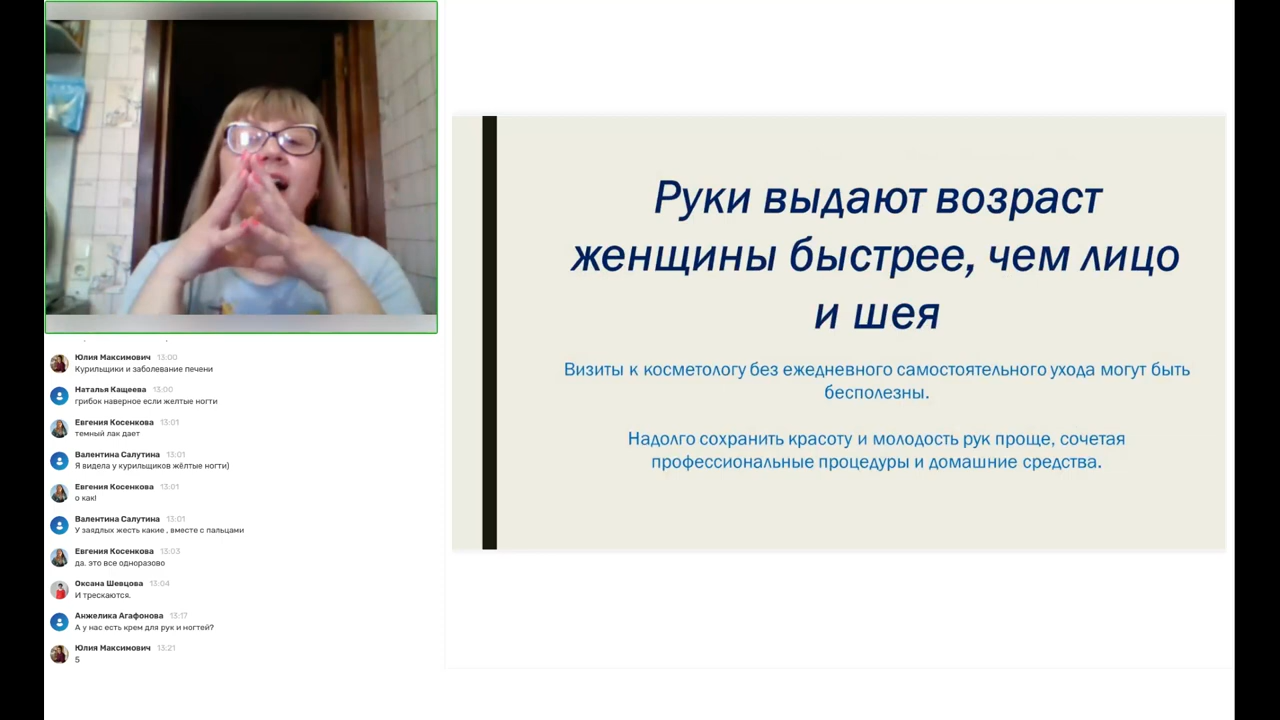 Юлия Максимович 13:00
Курильщики и заболевание печени
Наталья Кащеева 13:00
грибок наверное если желтые ногти
Евгения Косенкова 13:01
темный лак дает
Валентина Салутина 13:01
Я видела у курильщиков жёлтые ногти)
Евгения Косенкова 13:01
о как!
Валентина Салутина 13:01
У заядлых жесть какие , вместе с пальцами
Евгения Косенкова 13:03
да. это все одноразово
Оксана Шевцова 13:04
И трескаются.
Анжелика Агафонова 13:17
А у нас есть крем для рук и ногтей?
Юлия Максимович 13:21
5
Руки выдают возраст
женщины быстрее, чем лицо
и шея
Визиты к косметологу без ежедневного самостоятельного ухода могут быть
бесполезны.
Надолго сохранить красоту и молодость рук проще, сочетая
профессиональные процедуры и домашние средства.